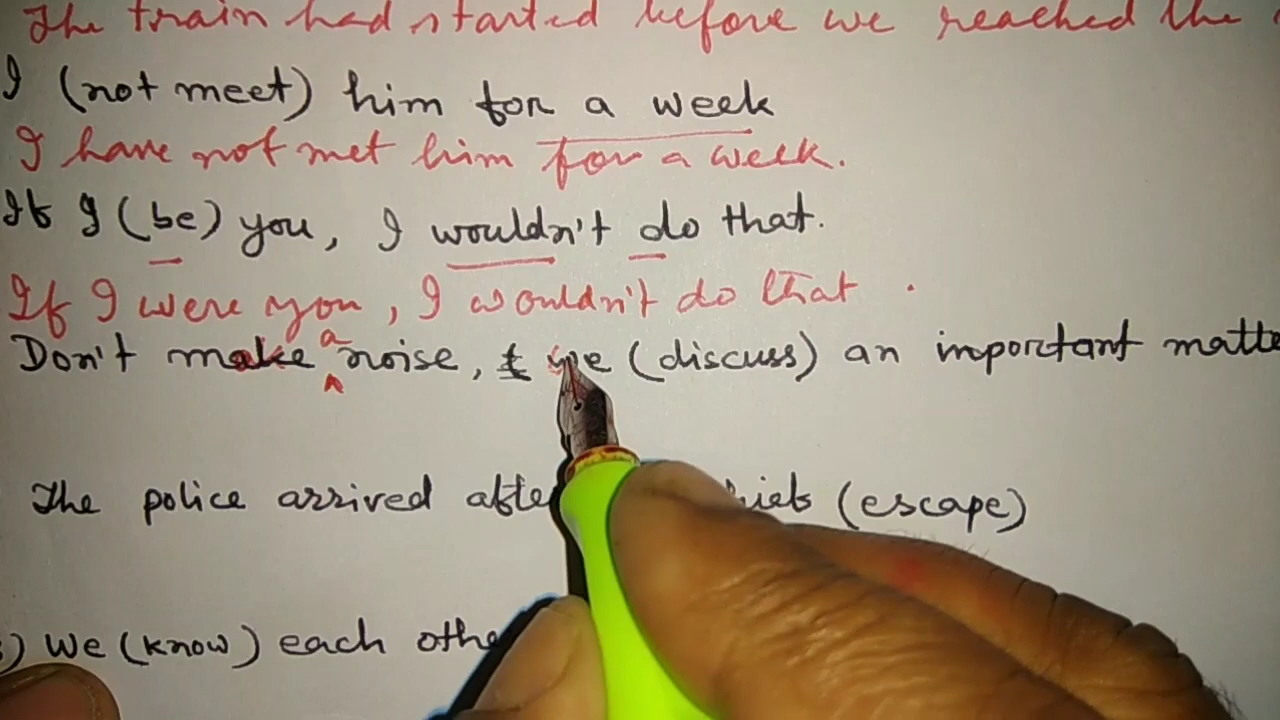 The train had started before we reached the
I (not meet) him for a week
I have not met him for a week.
If I (be) you, I wouldn't do that.
If I were you, I wouldn't do that.
Don't make a noise, we (discuss) an important matte
The police arrived afte (escape)
) We (know) each othe